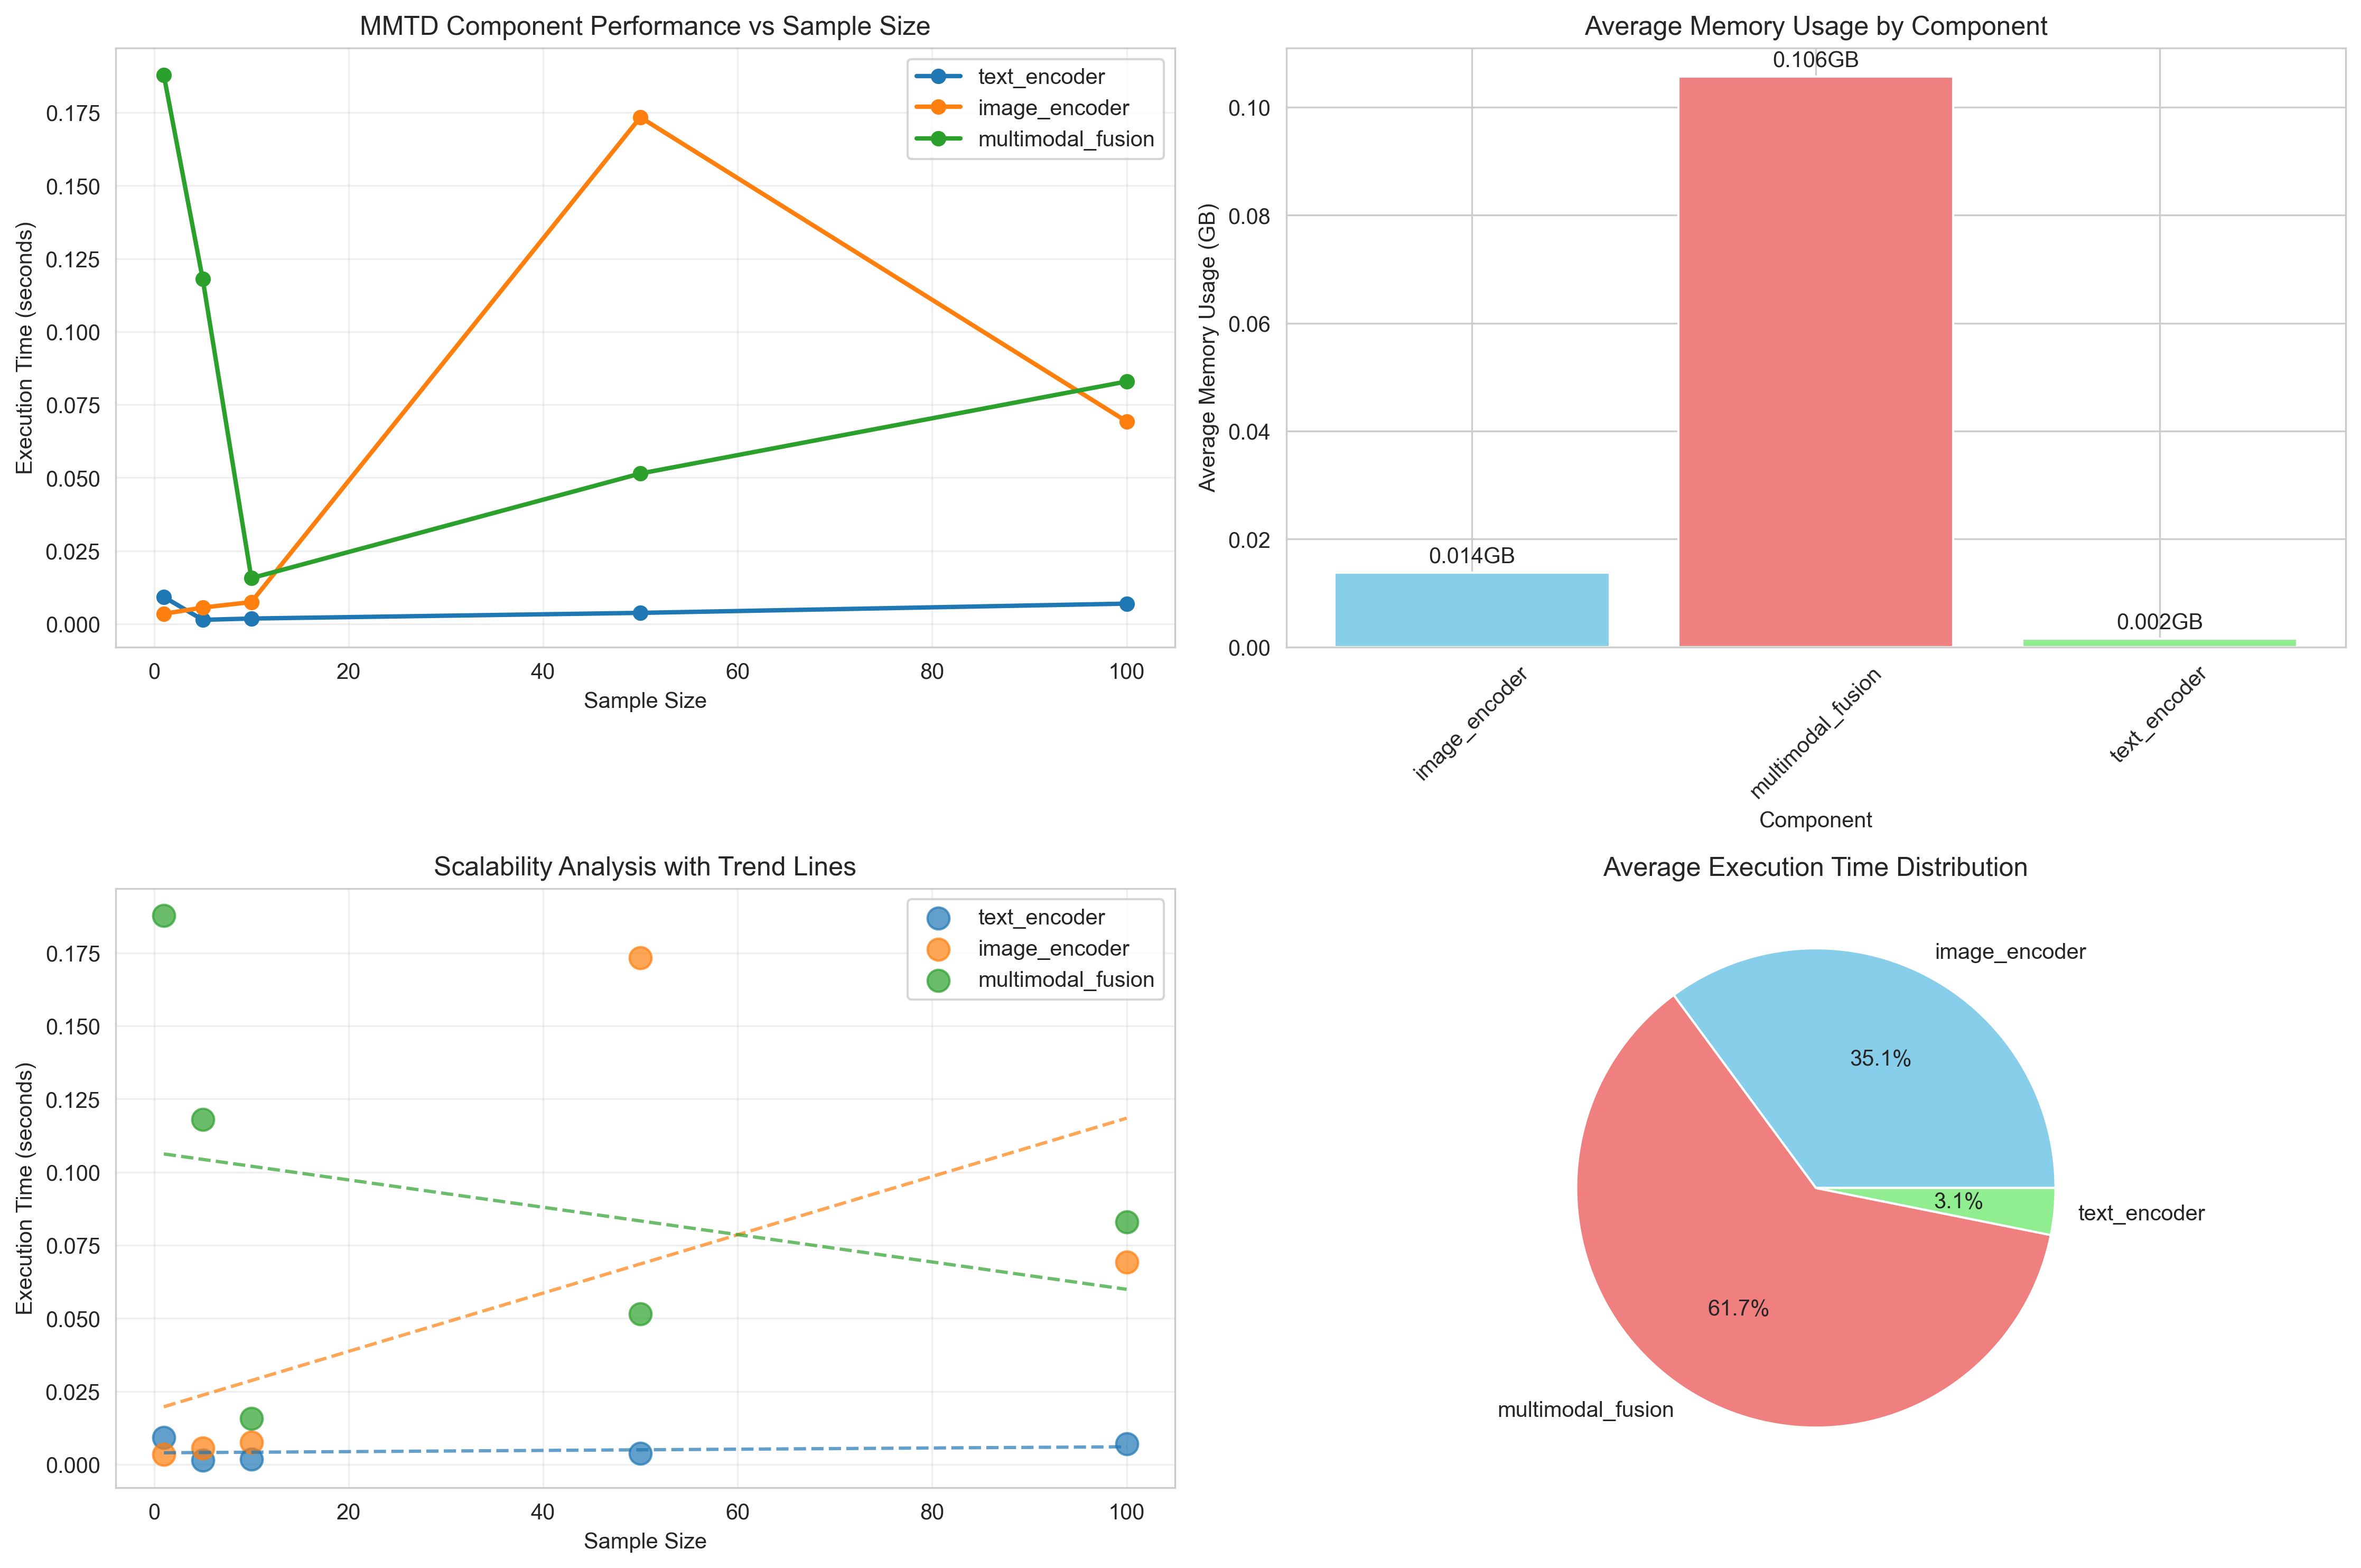 MMTD Component Performance vs Sample Size
Execution Time (seconds)
0.175
0.150
0.125
0.100
0.075
0.050
0.025
0.000
0
20
40
60
80
100
Sample Size
text_encoder
image_encoder
multimodal_fusion
Average Memory Usage by Component
Average Memory Usage (GB)
0.10
0.08
0.06
0.04
0.02
0.00
0.014GB
0.106GB
0.002GB
image_encoder
multimodal_fusion
text_encoder
Component
Scalability Analysis with Trend Lines
Execution Time (seconds)
0.175
0.150
0.125
0.100
0.075
0.050
0.025
0.000
0
20
40
60
80
100
Sample Size
text_encoder
image_encoder
multimodal_fusion
Average Execution Time Distribution
image_encoder
35.1%
3.1%
text_encoder
61.7%
multimodal_fusion